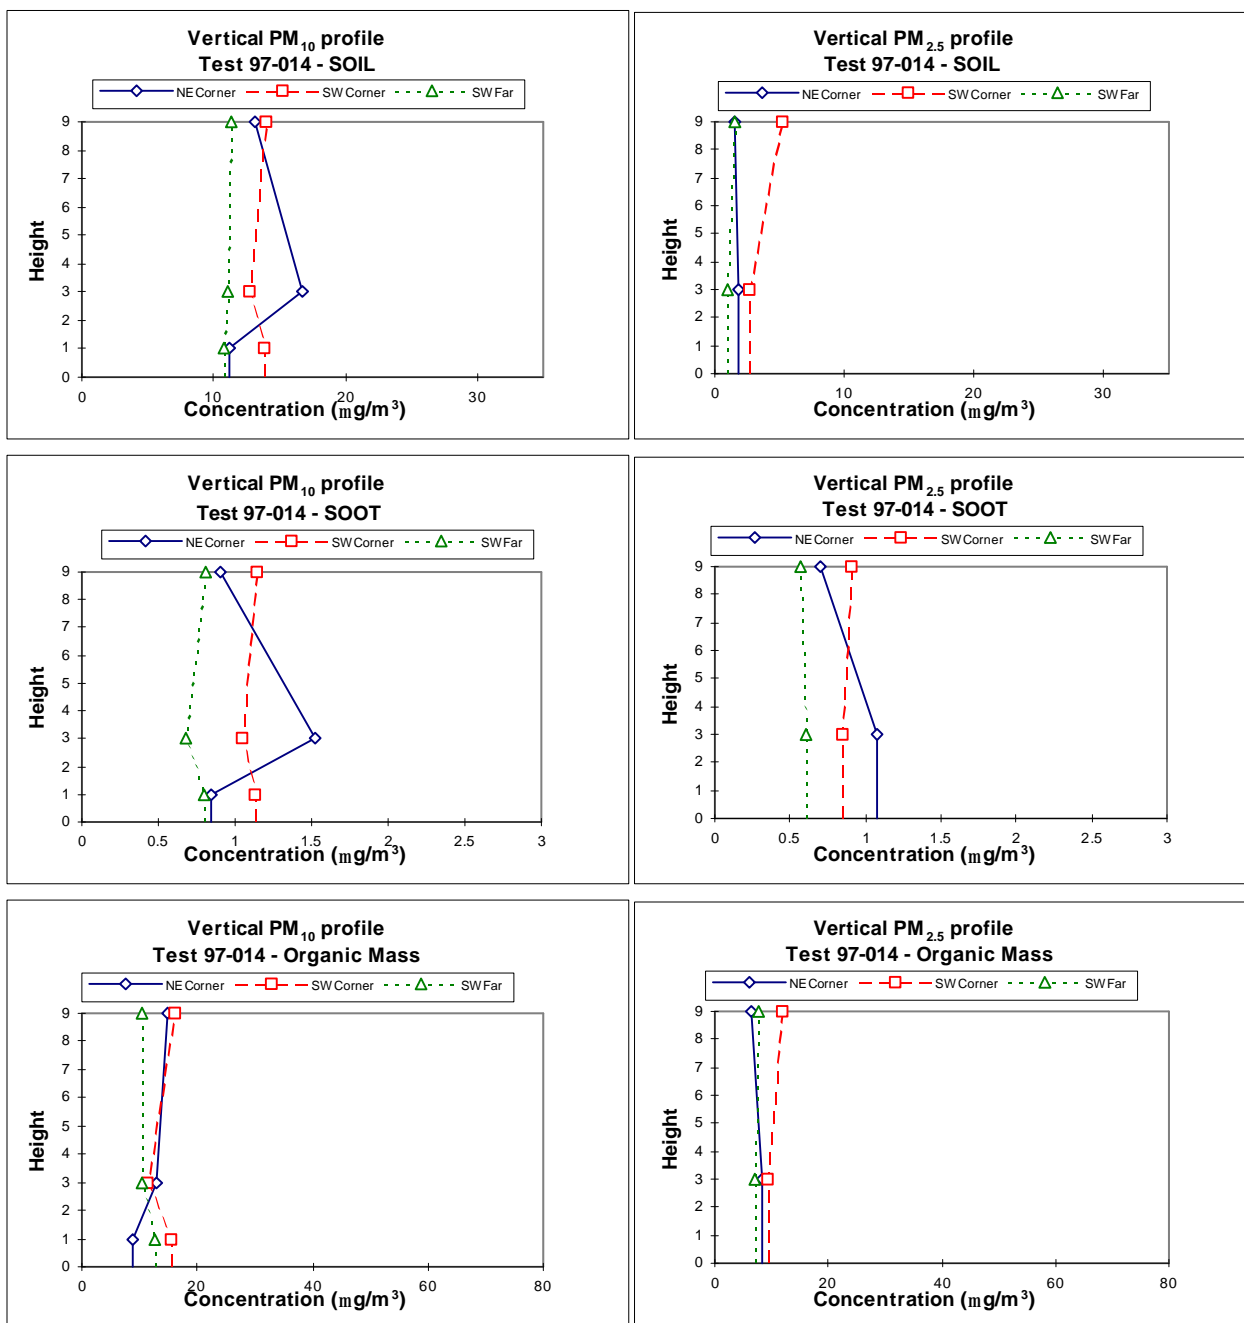 Vertical PM10 profile
Test 97-014 - SOIL
NE Corner SW Corner SW Far
9
8
7
6
5
4
3
2
1
0
Height
0 10 20 30
Concentration (mg/m3)
Vertical PM2.5 profile
Test 97-014 - SOIL
NE Corner SW Corner SW Far
9
8
7
6
5
4
3
2
1
0
Height
0 10 20 30
Concentration (mg/m3)
Vertical PM10 profile
Test 97-014 - SOOT
NE Corner SW Corner SW Far
9
8
7
6
5
4
3
2
1
0
Height
0 0.5 1 1.5 2 2.5 3
Concentration (mg/m3)
Vertical PM2.5 profile
Test 97-014 - SOOT
NE Corner SW Corner SW Far
9
8
7
6
5
4
3
2
1
0
Height
0 0.5 1 1.5 2 2.5 3
Concentration (mg/m3)
Vertical PM10 profile
Test 97-014 - Organic Mass
NE Corner SW Corner SW Far
9
8
7
6
5
4
3
2
1
0
Height
0 20 40 60 80
Concentration (mg/m3)
Vertical PM2.5 profile
Test 97-014 - Organic Mass
NE Corner SW Corner SW Far
9
8
7
6
5
4
3
2
1
0
Height
0 20 40 60 80
Concentration (mg/m3)